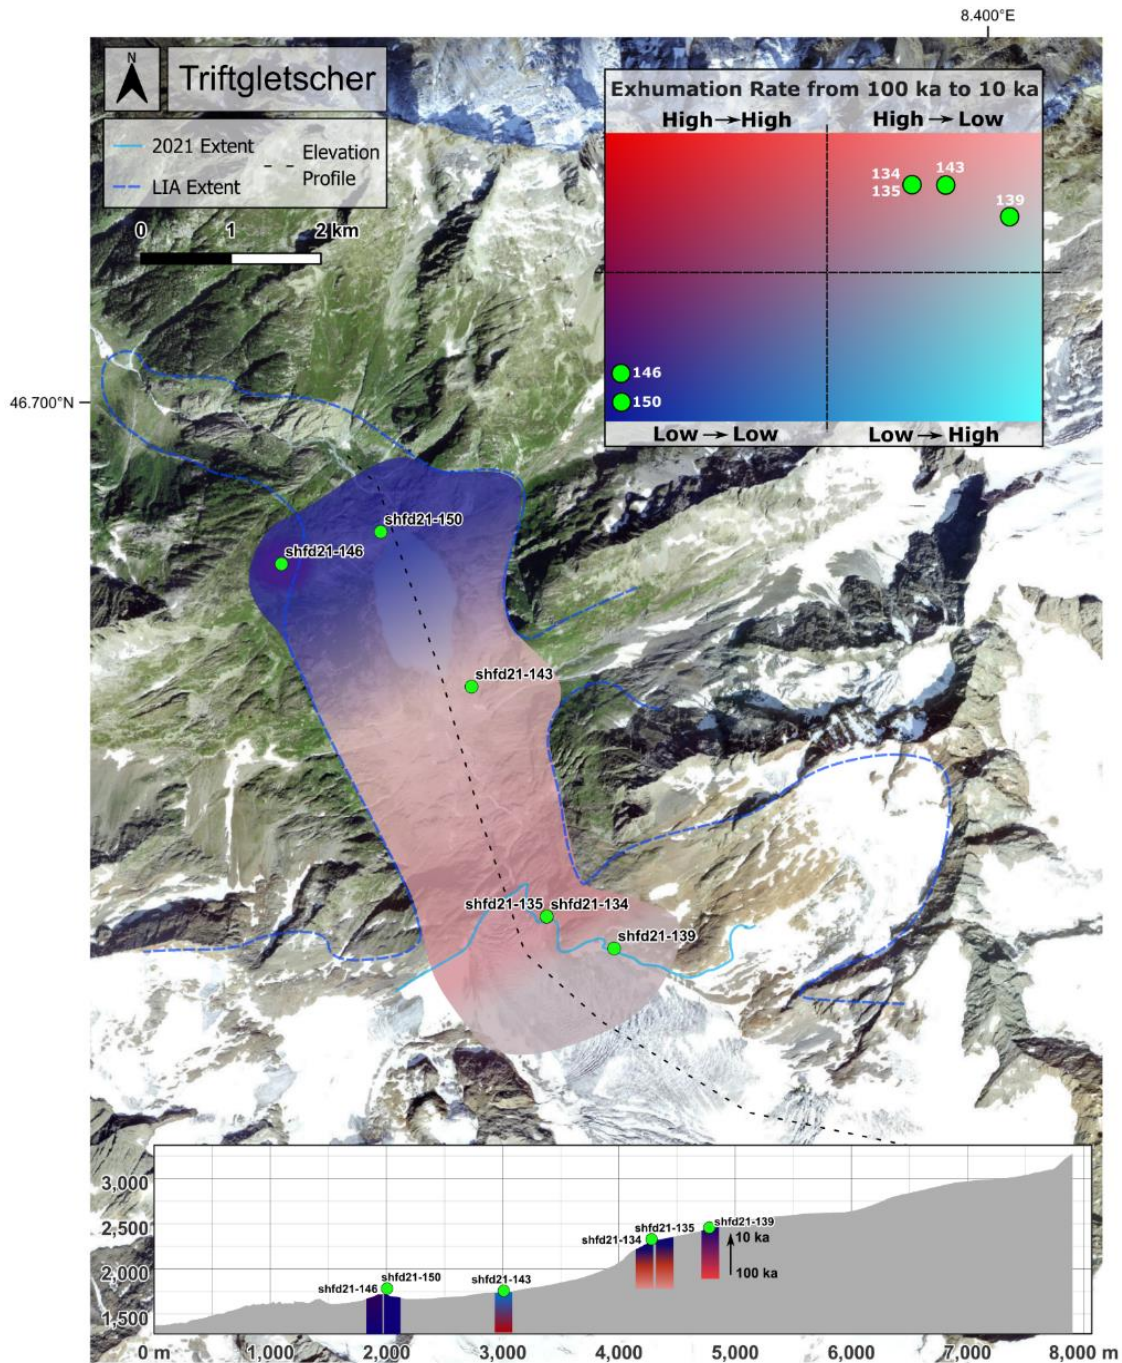 8.400°E
N
Triftgletscher
2021 Extent
LIA Extent
Elevation
Profile
0 1 2 km
Exhumation Rate from 100 ka to 10 ka
High→High High→Low
134
135
143
139
146
150
Low→Low Low→High
46.700°N
shfd21-150
shfd21-146
shfd21-143
shfd21-135 shfd21-134
shfd21-139
3,000
2,500
2,000
1,500
shfd21-146
shfd21-150
shfd21-143
shfd21-134
shfd21-135
shfd21-139
10 ka
100 ka
0 m 1,000 2,000 3,000 4,000 5,000 6,000 7,000 8,000 m